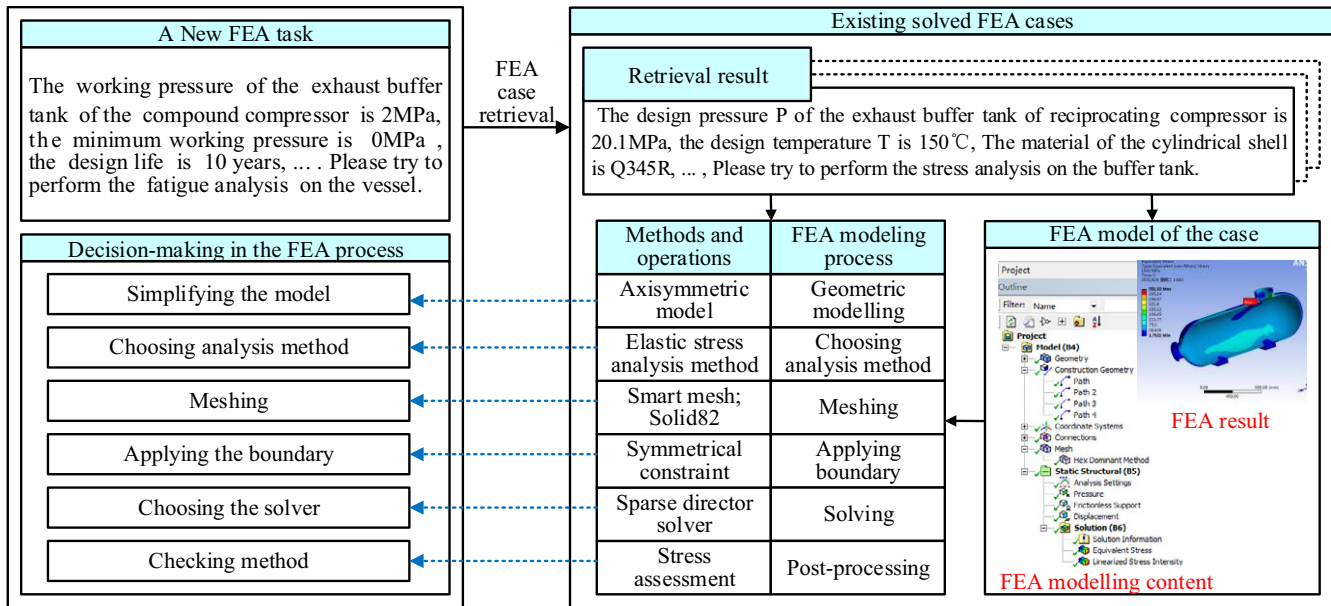 A New FEA task
The working pressure of the exhaust buffer
tank of the compound compressor is 2MPa,
the minimum working pressure is 0MPa ,
the design life is 10 years, ... . Please try to
perform the fatigue analysis on the vessel.
Decision-making in the FEA process
Simplifying the model
Choosing analysis method
Meshing
Applying the boundary
Choosing the solver
Checking method
FEA
case
retrieval
Existing solved FEA cases
Retrieval result
The design pressure P of the exhaust buffer tank of reciprocating compressor is
20.1MPa, the design temperature T is 150℃, The material of the cylindrical shell
is Q345R, ... , Please try to perform the stress analysis on the buffer tank.
Methods and
operations
FEA modeling
process
Axisymmetric
model
Geometric
modelling
Elastic stress
analysis method
Choosing
analysis method
Smart mesh;
Solid82
Meshing
Symmetrical
constraint
Applying
boundary
Sparse director
solver
Solving
Stress
assessment
Post-processing
FEA model of the case
Project
Outline
Filter: Name
Project
Model (B4)
Geometry
Construction Geometry
Path
Path 2
Path 3
Path 4
Coordinate Systems
Connections
Mesh
Hex Dominant Method
Static Structural (B5)
Analysis Settings
Pressure
Frictionless Support
Displacement
Solution (B6)
Solution Information
Equivalent Stress
Linearized Stress Intensity
FEA modelling content
AN
0.00
FEA result